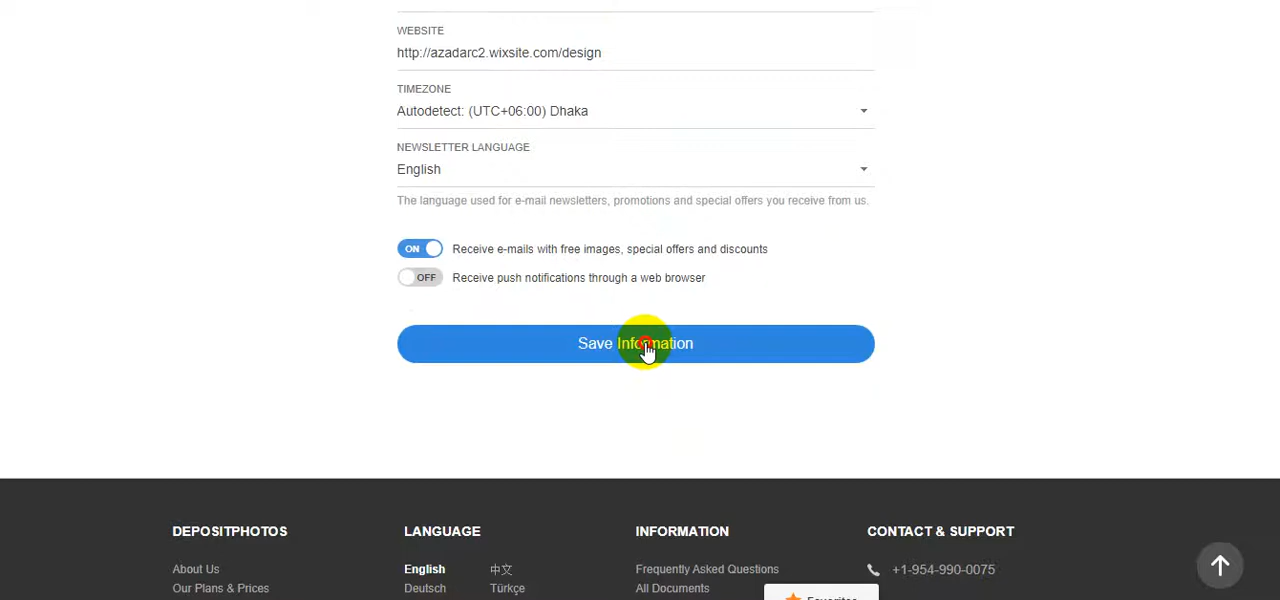 WEBSITE
http://azadarc2.wixsite.com/design
TIMEZONE
Autodetect: (UTC+06:00) Dhaka
NEWSLETTER LANGUAGE
English
The language used for e-mail newsletters, promotions and special offers you receive from us.
ON Receive e-mails with free images, special offers and discounts
OFF Receive push notifications through a web browser
Save Information
DEPOSITPHOTOS LANGUAGE INFORMATION CONTACT & SUPPORT
About Us English 中文 Frequently Asked Questions +1-954-990-0075
Our Plans & Prices Deutsch Türkçe All Documents
Favorites